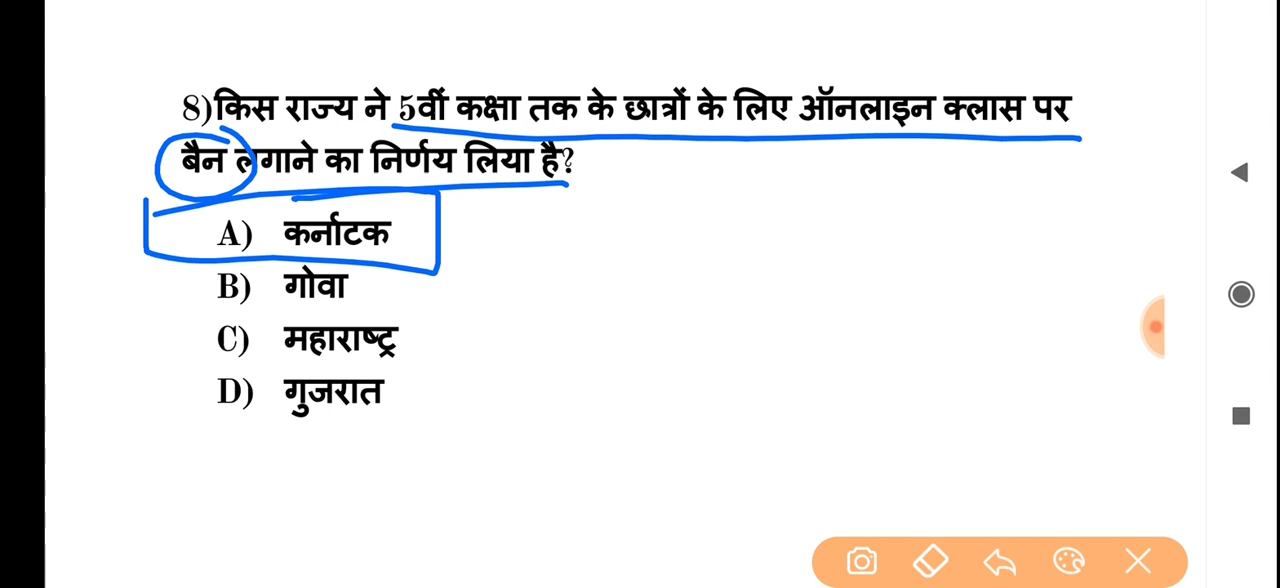 8)किस राज्य ने 5वीं कक्षा तक के छात्रों के लिए ऑनलाइन क्लास पर
बैन लगाने का निर्णय लिया है?
A) कर्नाटक
B) गोवा
C) महाराष्ट्र
D) गुजरात